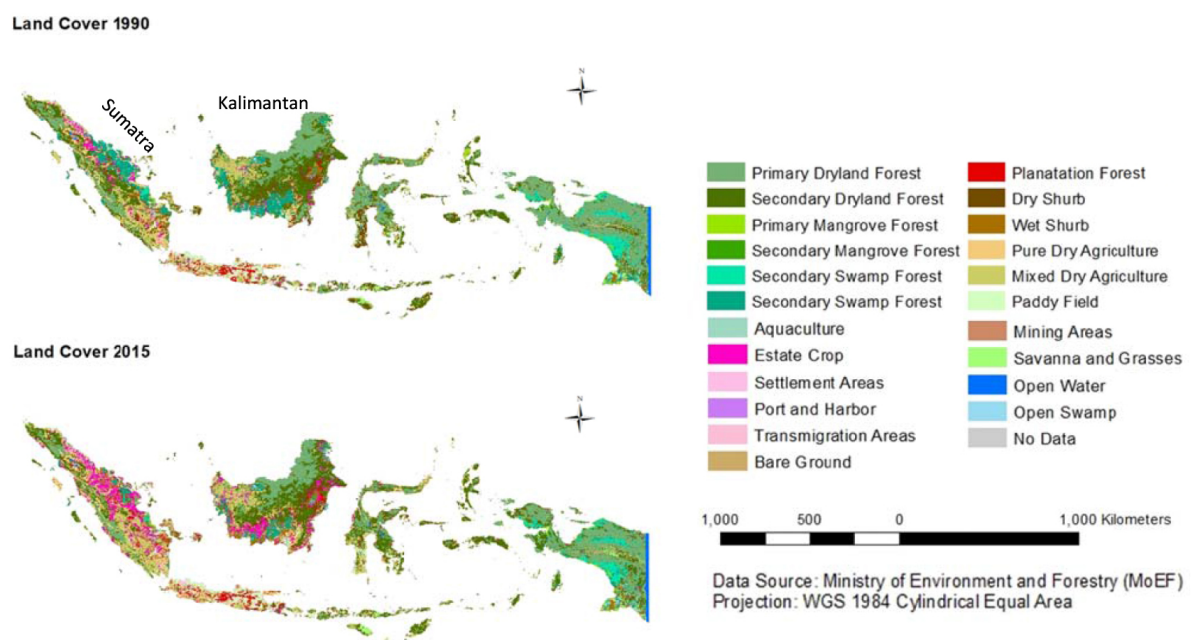 Land Cover 1990
N
Sumatra
Kalimantan
Land Cover 2015
N
Primary Dryland Forest
Secondary Dryland Forest
Primary Mangrove Forest
Secondary Mangrove Forest
Secondary Swamp Forest
Secondary Swamp Forest
Aquaculture
Estate Crop
Settlement Areas
Port and Harbor
Transmigration Areas
Bare Ground
Planatation Forest
Dry Shurb
Wet Shurb
Pure Dry Agriculture
Mixed Dry Agriculture
Paddy Field
Mining Areas
Savanna and Grasses
Open Water
Open Swamp
No Data
1,000 500 0 1,000 Kilometers
Data Source: Ministry of Environment and Forestry (MoEF)
Projection: WGS 1984 Cylindrical Equal Area